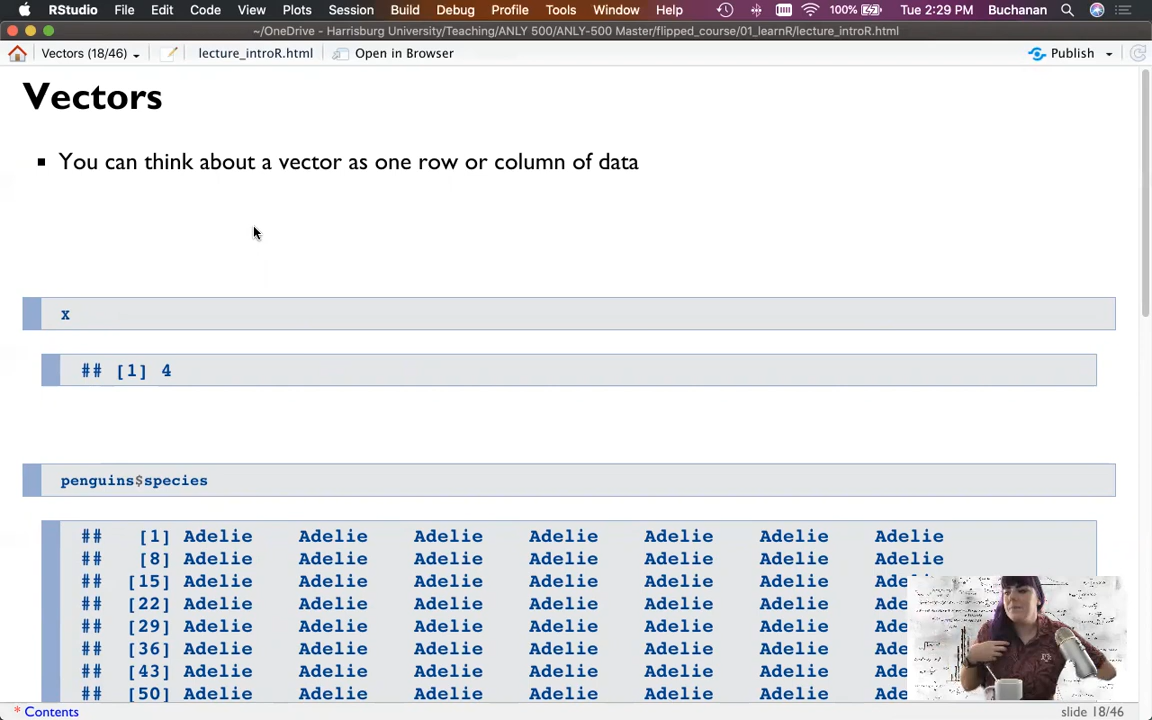 RStudio File Edit Code View Plots Session Build Debug Profile Tools Window Help 100% Tue 2:29 PM Buchanan
~/OneDrive - Harrisburg University/Teaching/ANLY 500/ANLY-500 Master/flipped_course/01_learnR/lecture_introR.html
Vectors (18/46) lecture_introR.html Open in Browser Publish
Vectors
You can think about a vector as one row or column of data
x
## [1] 4
penguins$species
## [1] Adelie Adelie Adelie Adelie Adelie Adelie Adelie
## [8] Adelie Adelie Adelie Adelie Adelie Adelie Adelie
## [15] Adelie Adelie Adelie Adelie Adelie Adelie
## [22] Adelie Adelie Adelie Adelie Adelie Adelie
## [29] Adelie Adelie Adelie Adelie Adelie Adelie
## [36] Adelie Adelie Adelie Adelie Adelie Adelie
## [43] Adelie Adelie Adelie Adelie Adelie Adelie
## [50] Adelie Adelie Adelie Adelie Adelie Adelie
* Contents slide 18/46